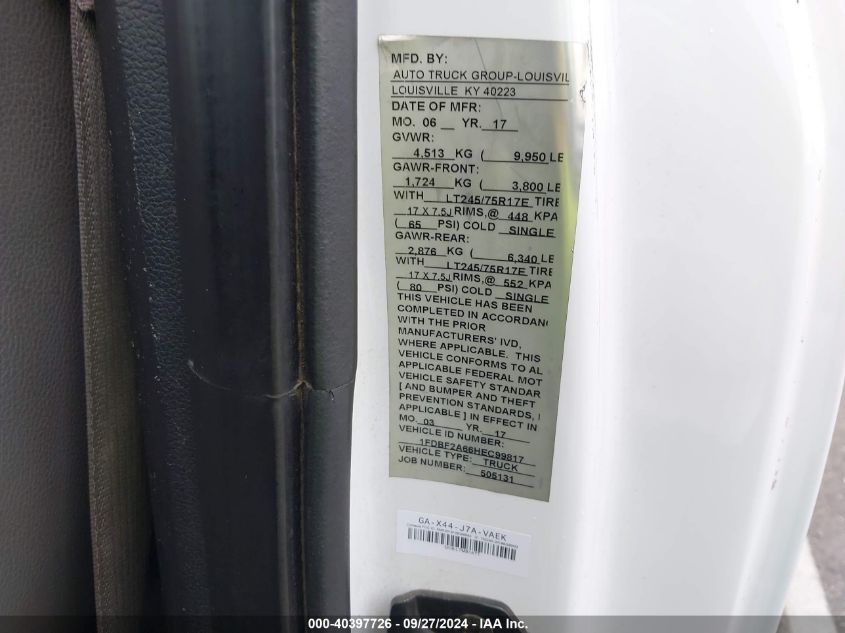 MFD. BY:
AUTO TRUCK GROUP-LOUISVIL
LOUISVILLE KY 40223
DATE OF MFR:
MO. 06 YR. 17
GVWR:
4,513 KG ( 9,950 LB
GAWR-FRONT:
1,724 KG ( 3,800 LB
WITH LT245/75R17E TIRE
17 X 7.5J RIMS,@ 448 KPA
( 65 PSI) COLD SINGLE
GAWR-REAR:
2,876 KG ( 6,340 LB
WITH LT245/75R17E TIRE
17 X 7.5J RIMS,@ 552 KPA
( 80 PSI) COLD SINGLE
THIS VEHICLE HAS BEEN
COMPLETED IN ACCORDANC
WITH THE PRIOR
MANUFACTURERS' IVD,
WHERE APPLICABLE. THIS
VEHICLE CONFORMS TO AL
APPLICABLE FEDERAL MOT
VEHICLE SAFETY STANDAR
[ AND BUMPER AND THEFT
PREVENTION STANDARDS, I
APPLICABLE ] IN EFFECT IN
MO. 03 YR. 17
VEHICLE ID NUMBER:
1FDBF2A66HEC99817
VEHICLE TYPE: TRUCK
JOB NUMBER: 505131
GA-X44-J7A-VAEK
000-40397726 - 09/27/2024 - IAA Inc.